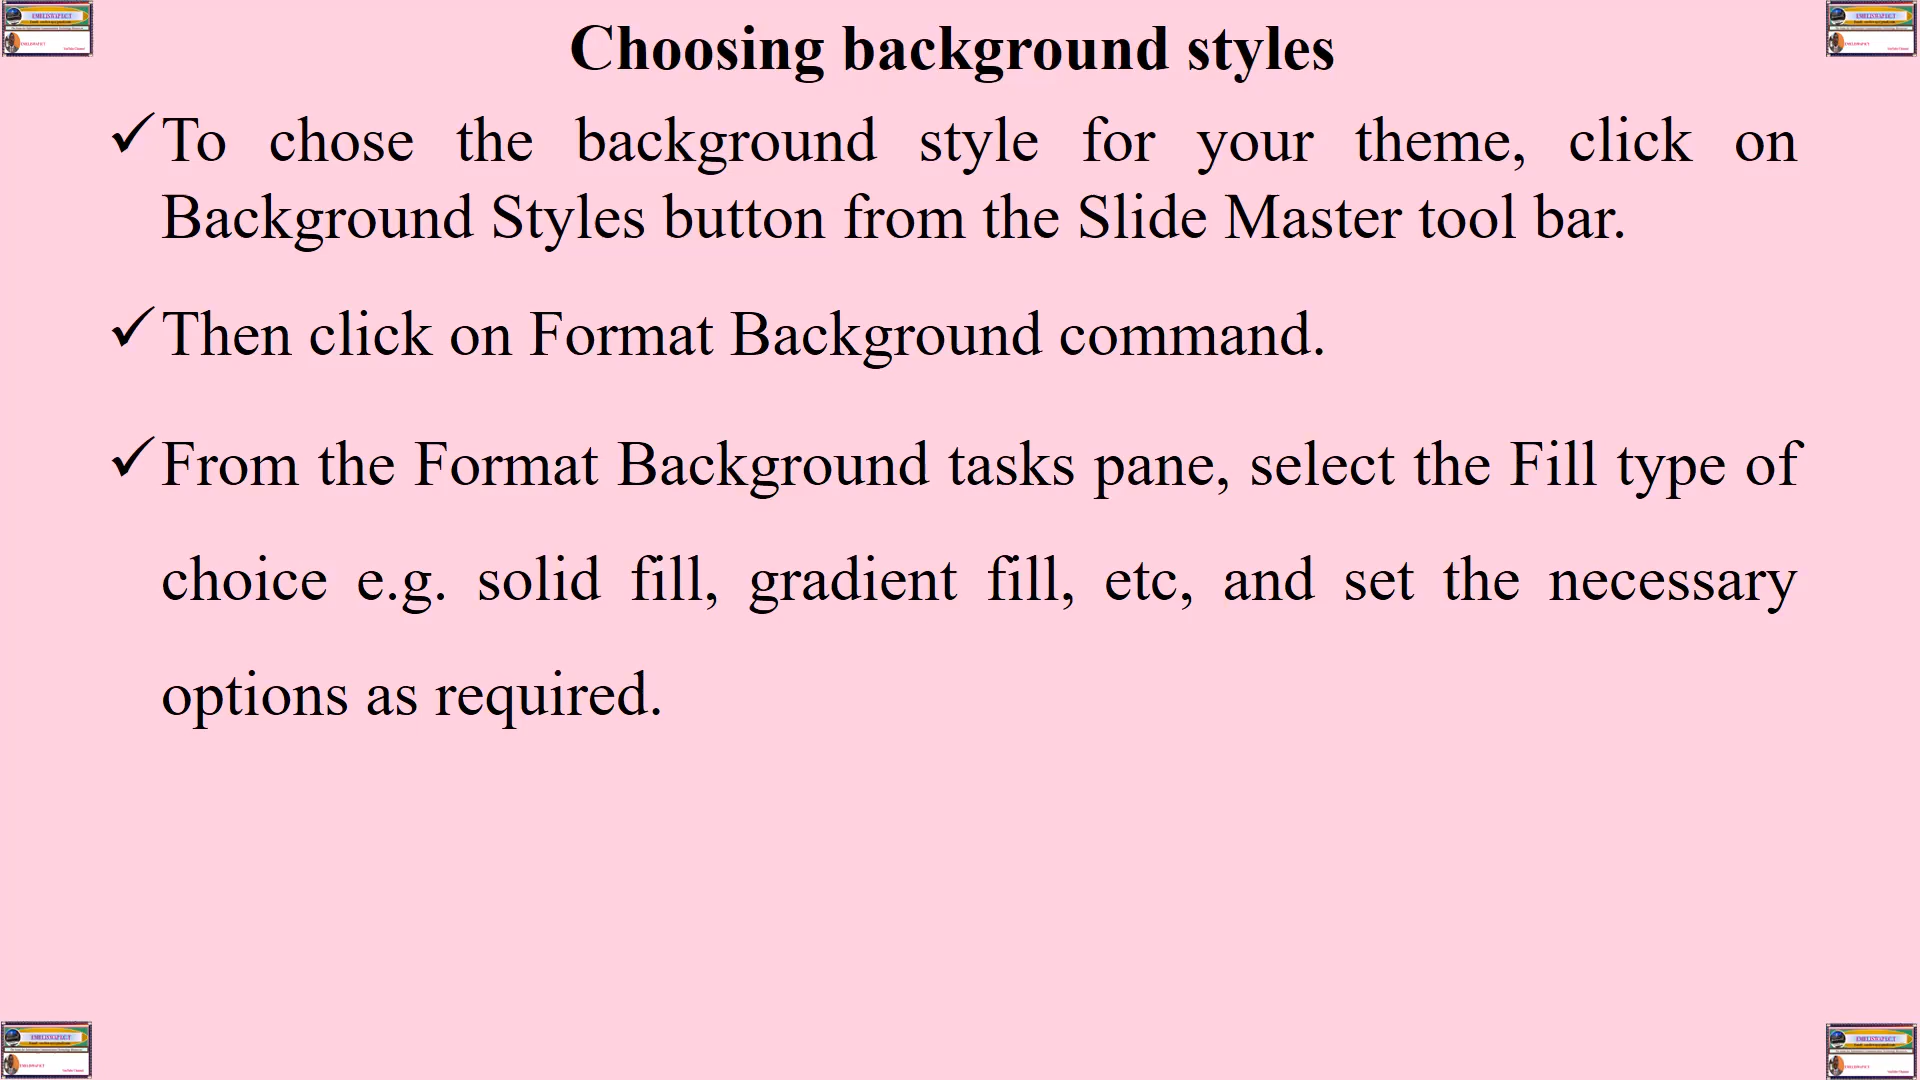 Choosing background styles
✓To chose the background style for your theme, click on
Background Styles button from the Slide Master tool bar.
✓Then click on Format Background command.
✓From the Format Background tasks pane, select the Fill type of
choice e.g. solid fill, gradient fill, etc, and set the necessary
options as required.